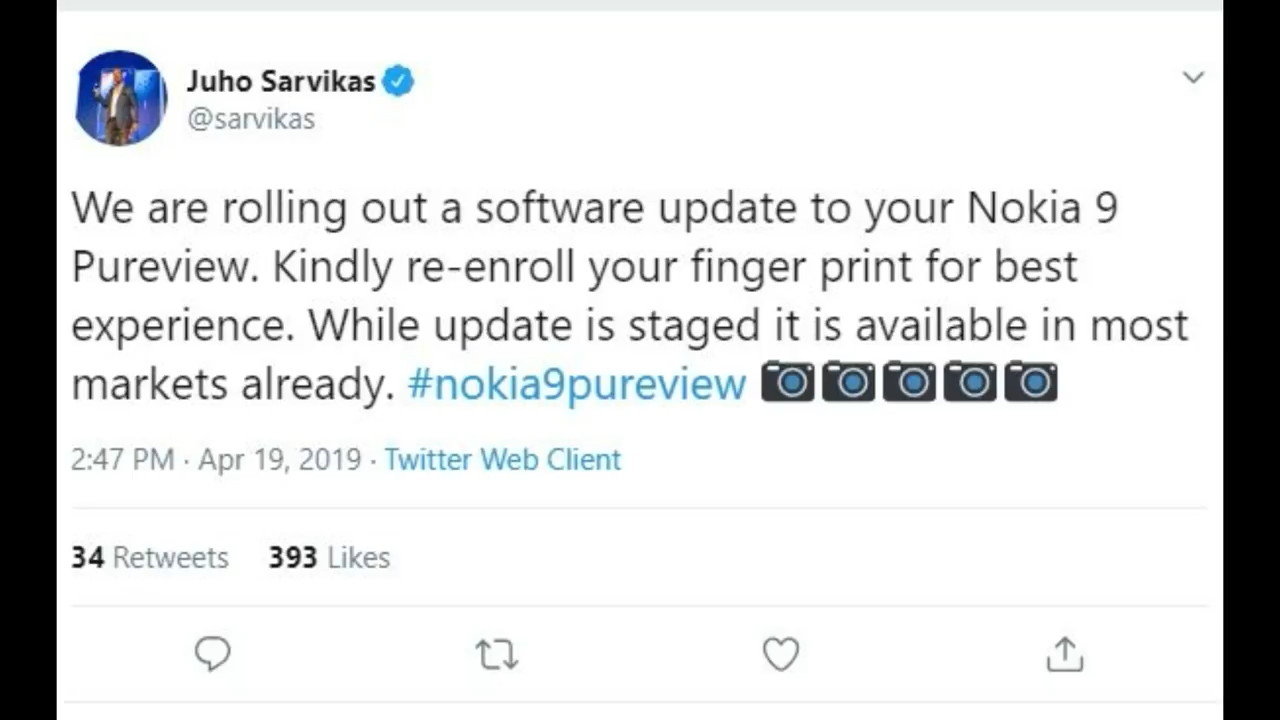 Juho Sarvikas
@sarvikas
We are rolling out a software update to your Nokia 9
Pureview. Kindly re-enroll your finger print for best
experience. While update is staged it is available in most
markets already. #nokia9pureview 📷📷📷📷📷
2:47 PM · Apr 19, 2019 · Twitter Web Client
34 Retweets 393 Likes